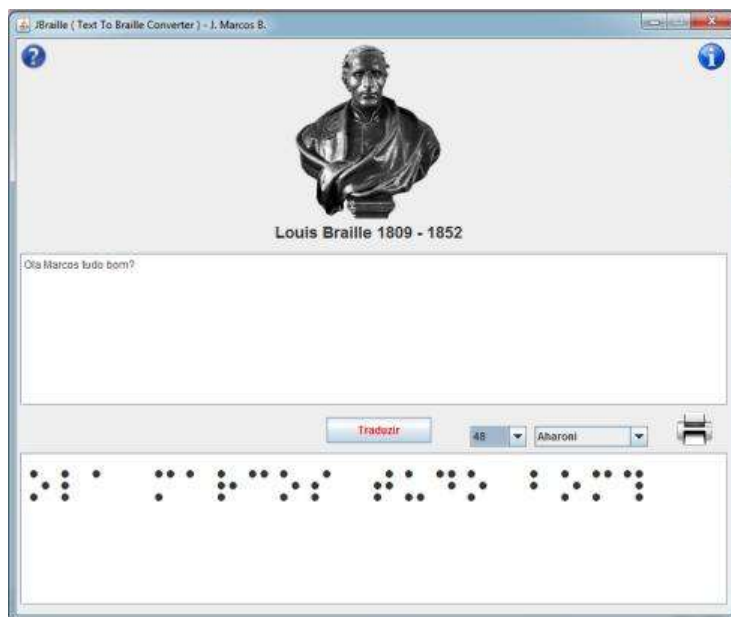 JBraille ( Text To Braille Converter ) - J. Marcos B.
Louis Braille 1809 - 1852
Ola Marcos tudo bom?
Traduzir 48 Aharoni
⠕⠇⠁ ⠍⠁⠗⠉⠕⠎ ⠞⠥⠙⠕ ⠃⠕⠍⠹